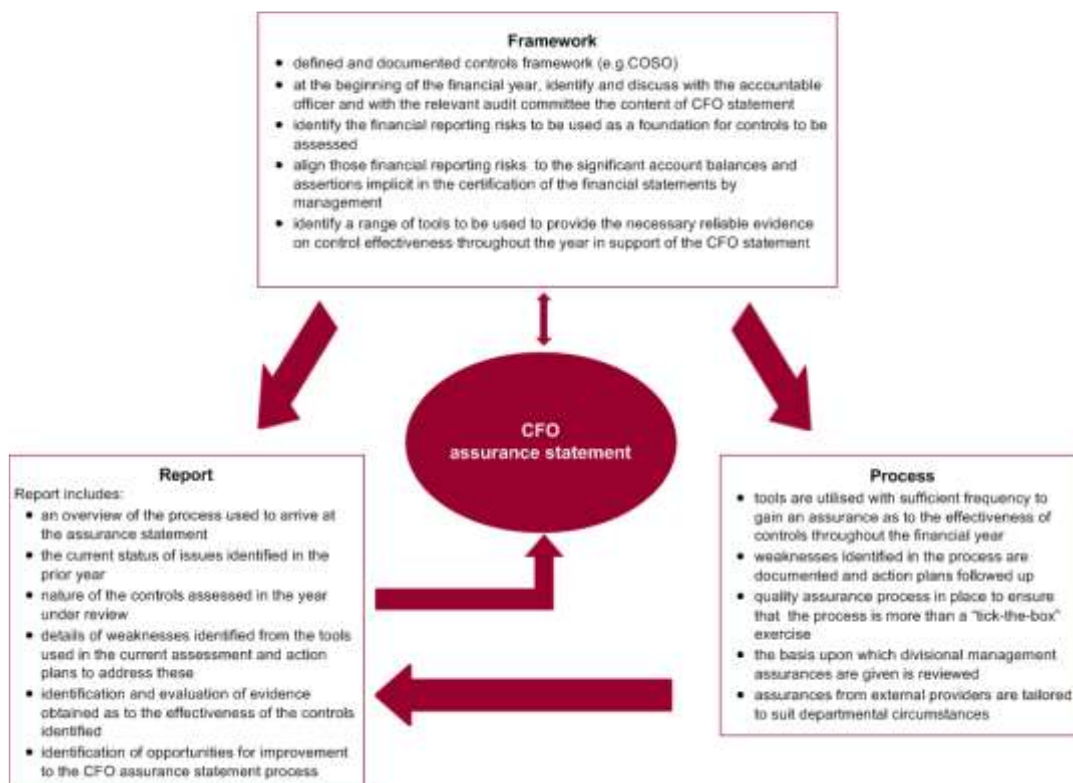 Framework
• defined and documented controls framework (e.g.COSO)
• at the beginning of the financial year, identify and discuss with the accountable
officer and with the relevant audit committee the content of CFO statement
• identify the financial reporting risks to be used as a foundation for controls to be
assessed
• align those financial reporting risks to the significant account balances and
assertions implicit in the certification of the financial statements by
management
• identify a range of tools to be used to provide the necessary reliable evidence
on control effectiveness throughout the year in support of the CFO statement
CFO
assurance statement
Report
Report includes:
• an overview of the process used to arrive at
the assurance statement
• the current status of issues identified in the
prior year
• nature of the controls assessed in the year
under review
• details of weaknesses identified from the tools
used in the current assessment and action
plans to address these
• identification and evaluation of evidence
obtained as to the effectiveness of the controls
identified
• identification of opportunities for improvement
to the CFO assurance statement process
Process
• tools are utilised with sufficient frequency to
gain an assurance as to the effectiveness of
controls throughout the financial year
• weaknesses identified in the process are
documented and action plans followed up
• quality assurance process in place to ensure
that the process is more than a "tick-the-box"
exercise
• the basis upon which divisional management
assurances are given is reviewed
• assurances from external providers are tailored
to suit departmental circumstances